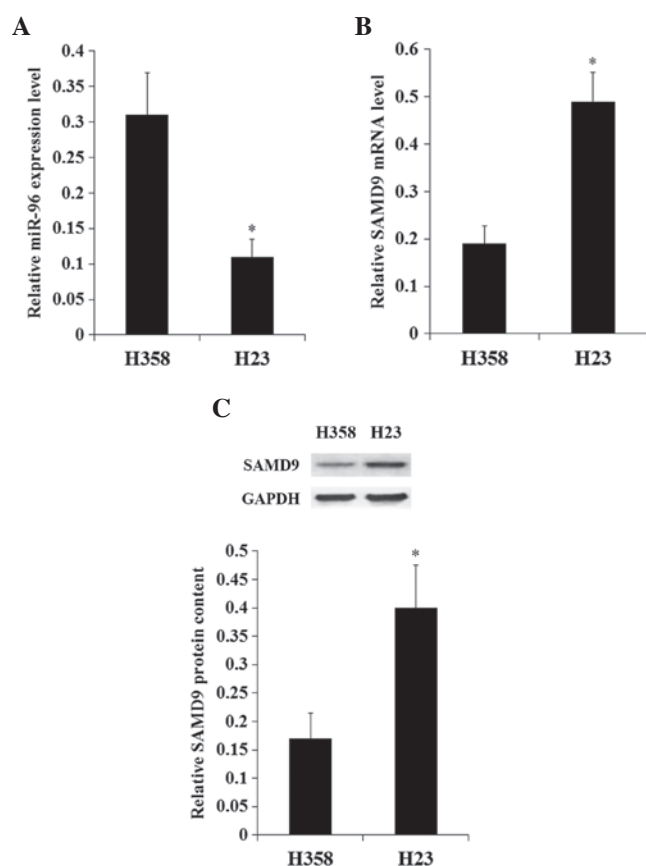 A
Relative miR-96 expression level
0.4
0.35
0.3
0.25
0.2
0.15
0.1
0.05
0
*
H358 H23
B
Relative SAMD9 mRNA level
0.6
0.5
0.4
0.3
0.2
0.1
0
*
H358 H23
C
H358 H23
SAMD9
GAPDH
Relative SAMD9 protein content
0.5
0.45
0.4
0.35
0.3
0.25
0.2
0.15
0.1
0.05
0
*
H358 H23